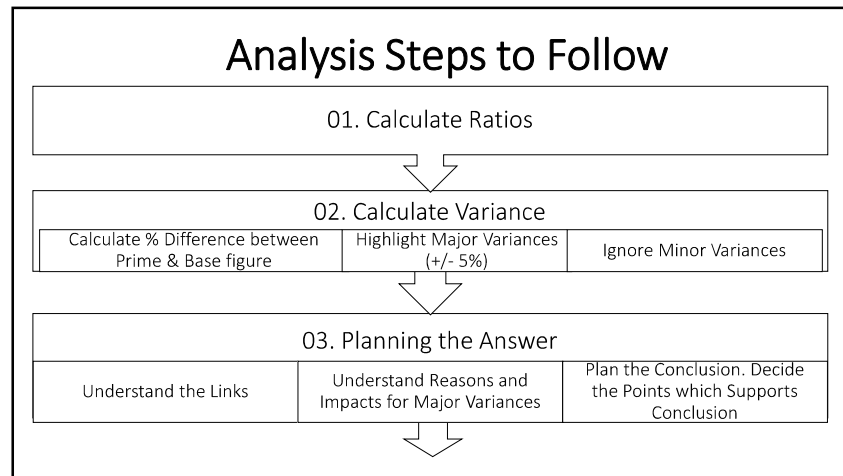 Analysis Steps to Follow
01. Calculate Ratios
02. Calculate Variance
Calculate % Difference between
Prime & Base figure
Highlight Major Variances
(+/- 5%)
Ignore Minor Variances
03. Planning the Answer
Understand the Links
Understand Reasons and
Impacts for Major Variances
Plan the Conclusion. Decide
the Points which Supports
Conclusion